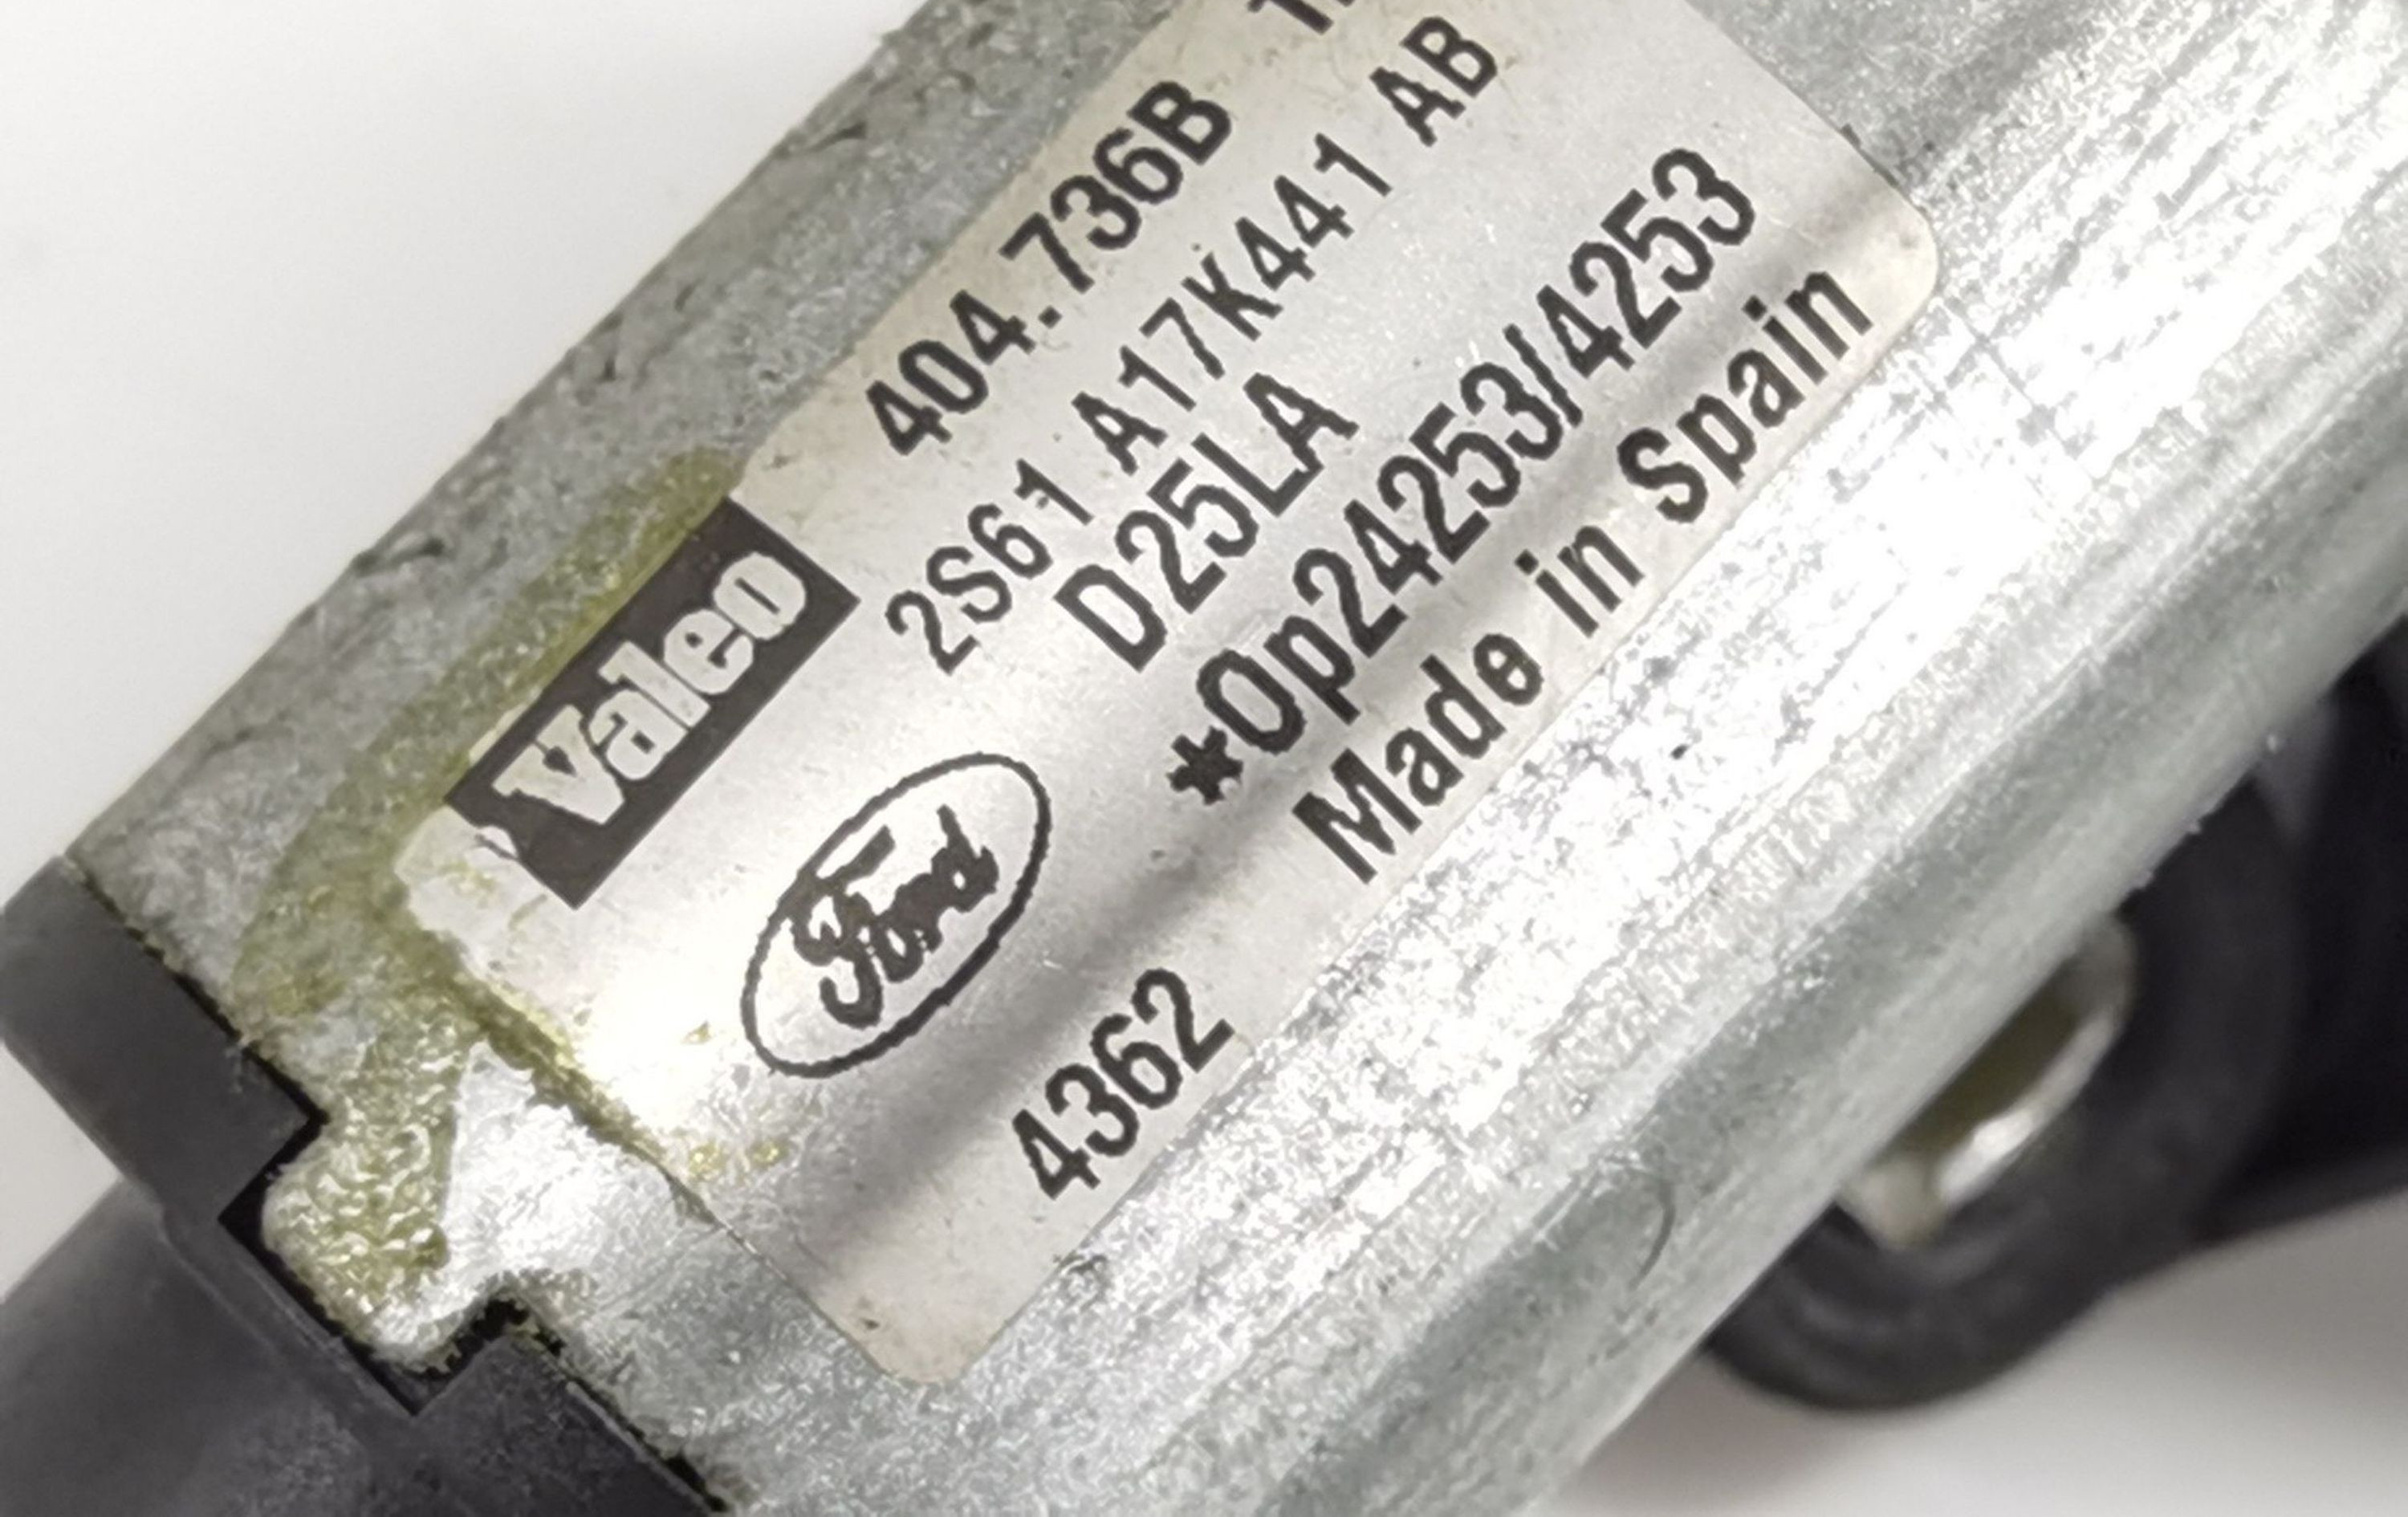 Valeo
404.736B
2S61 A17K441 AB
D25LA
Ford
*Op24253/4253
Made in Spain
4362